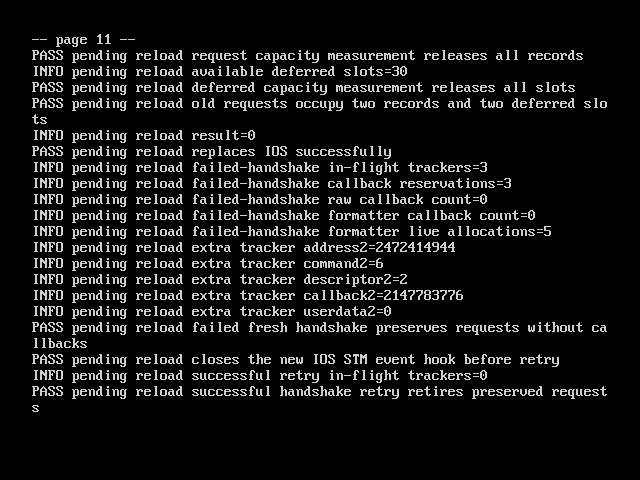 -- page 11 --
PASS pending reload request capacity measurement releases all records
INFO pending reload available deferred slots=30
PASS pending reload deferred capacity measurement releases all slots
PASS pending reload old requests occupy two records and two deferred slo
ts
INFO pending reload result=0
PASS pending reload replaces IOS successfully
INFO pending reload failed-handshake in-flight trackers=3
INFO pending reload failed-handshake callback reservations=3
INFO pending reload failed-handshake raw callback count=0
INFO pending reload failed-handshake formatter callback count=0
INFO pending reload failed-handshake formatter live allocations=5
INFO pending reload extra tracker address2=2472414944
INFO pending reload extra tracker command2=6
INFO pending reload extra tracker descriptor2=2
INFO pending reload extra tracker callback2=2147783776
INFO pending reload extra tracker userdata2=0
PASS pending reload failed fresh handshake preserves requests without ca
llbacks
PASS pending reload closes the new IOS STM event hook before retry
INFO pending reload successful retry in-flight trackers=0
PASS pending reload successful handshake retry retires preserved request
s